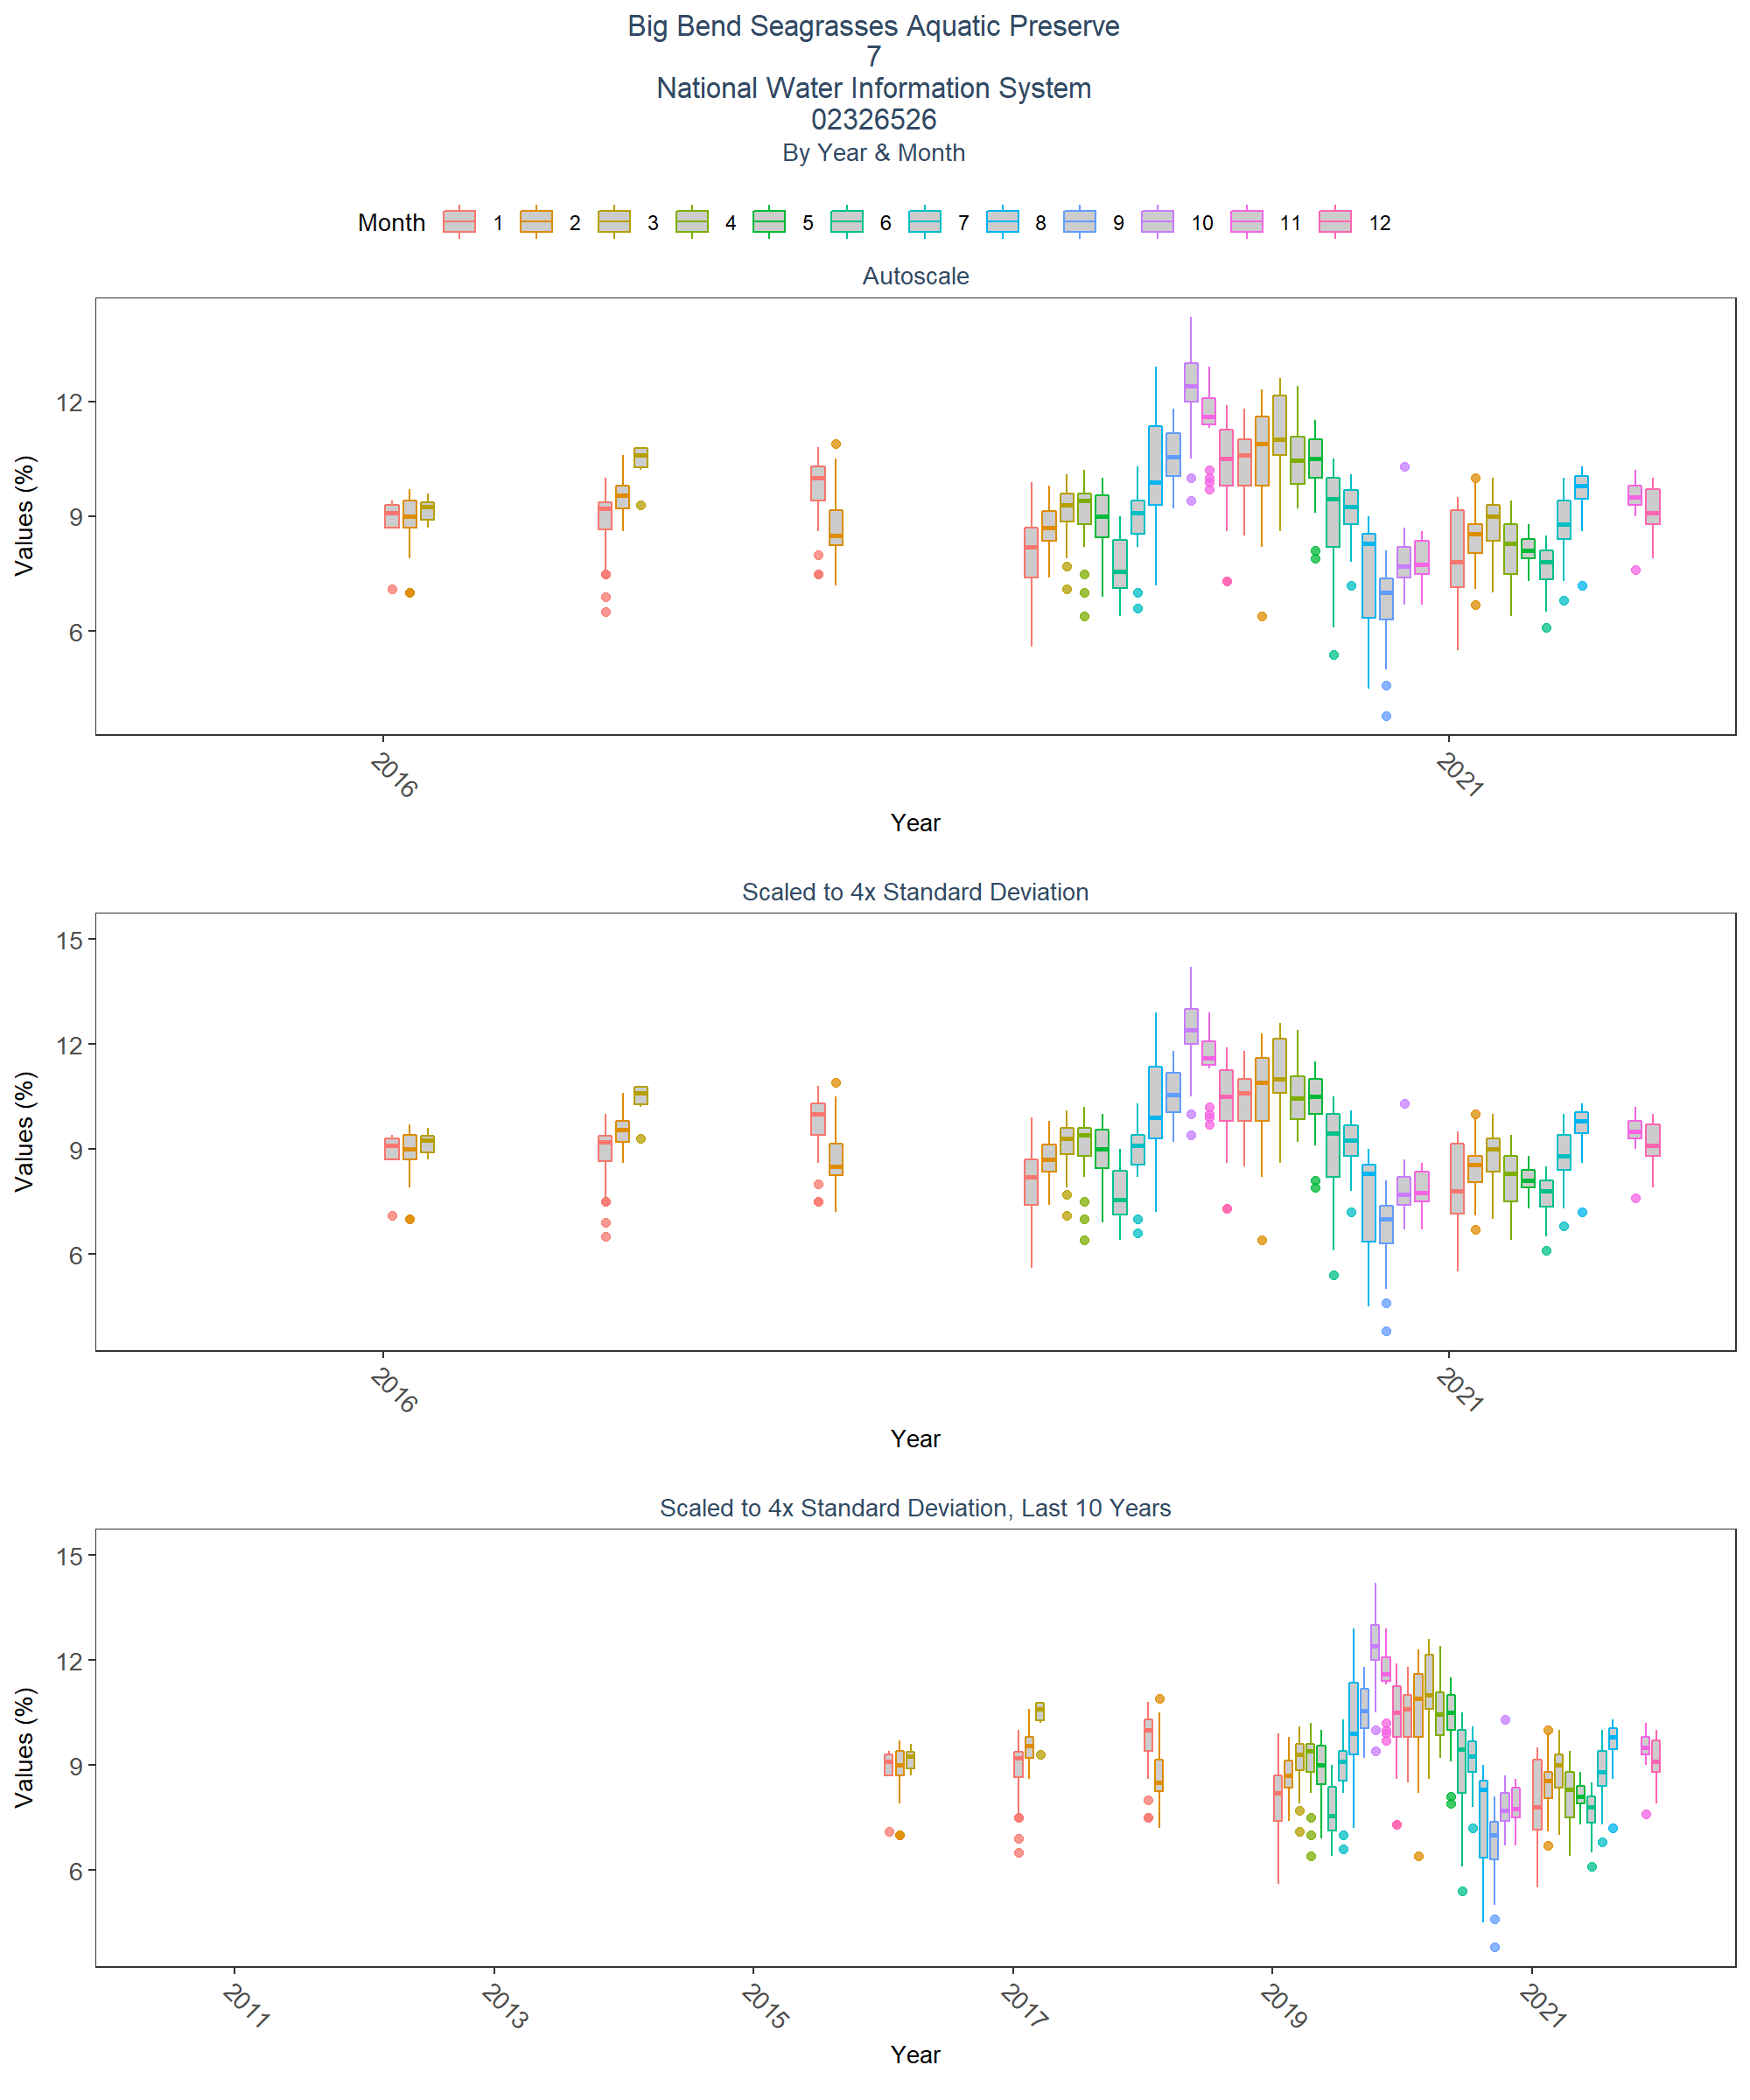 Big Bend Seagrasses Aquatic Preserve
7
National Water Information System
02326526
By Year & Month
Month 1 2 3 4 5 6 7 8 9 10 11 12
Autoscale
Values (%)
12
9
6
2016 2021
Year
Scaled to 4x Standard Deviation
Values (%)
15
12
9
6
2016 2021
Year
Scaled to 4x Standard Deviation, Last 10 Years
Values (%)
15
12
9
6
2011 2013 2015 2017 2019 2021
Year